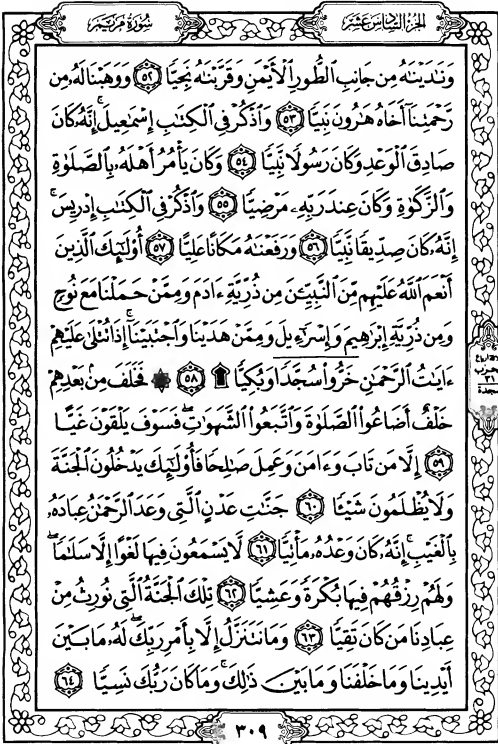 الجزء السادس عشر
سورة مريم
وَنَٰدَيْنَٰهُ مِن جَانِبِ ٱلطُّورِ ٱلْأَيْمَنِ وَقَرَّبْنَٰهُ نَجِيًّا ٥٢ وَوَهَبْنَا لَهُۥ مِن
رَّحْمَتِنَآ أَخَاهُ هَٰرُونَ نَبِيًّا ٥٣ وَٱذْكُرْ فِى ٱلْكِتَٰبِ إِسْمَٰعِيلَ ۚ إِنَّهُۥ كَانَ
صَادِقَ ٱلْوَعْدِ وَكَانَ رَسُولًا نَّبِيًّا ٥٤ وَكَانَ يَأْمُرُ أَهْلَهُۥ بِٱلصَّلَوٰةِ
وَٱلزَّكَوٰةِ وَكَانَ عِندَ رَبِّهِۦ مَرْضِيًّا ٥٥ وَٱذْكُرْ فِى ٱلْكِتَٰبِ إِدْرِيسَ ۚ
إِنَّهُۥ كَانَ صِدِّيقًا نَّبِيًّا ٥٦ وَرَفَعْنَٰهُ مَكَانًا عَلِيًّا ٥٧ أُو۟لَٰٓئِكَ ٱلَّذِينَ
أَنْعَمَ ٱللَّهُ عَلَيْهِم مِّنَ ٱلنَّبِيِّۦنَ مِن ذُرِّيَّةِ ءَادَمَ وَمِمَّنْ حَمَلْنَا مَعَ نُوحٍ
وَمِن ذُرِّيَّةِ إِبْرَٰهِيمَ وَإِسْرَٰٓءِيلَ وَمِمَّنْ هَدَيْنَا وَٱجْتَبَيْنَآ ۚ إِذَا تُتْلَىٰ عَلَيْهِمْ
ءَايَٰتُ ٱلرَّحْمَٰنِ خَرُّوا۟ سُجَّدًا وَبُكِيًّا ۩ ٥٨ ۞ فَخَلَفَ مِنۢ بَعْدِهِمْ
خَلْفٌ أَضَاعُوا۟ ٱلصَّلَوٰةَ وَٱتَّبَعُوا۟ ٱلشَّهَوَٰتِ ۖ فَسَوْفَ يَلْقَوْنَ غَيًّا
٥٩ إِلَّا مَن تَابَ وَءَامَنَ وَعَمِلَ صَٰلِحًا فَأُو۟لَٰٓئِكَ يَدْخُلُونَ ٱلْجَنَّةَ
وَلَا يُظْلَمُونَ شَيْـًٔا ٦٠ جَنَّٰتِ عَدْنٍ ٱلَّتِى وَعَدَ ٱلرَّحْمَٰنُ عِبَادَهُۥ
بِٱلْغَيْبِ ۚ إِنَّهُۥ كَانَ وَعْدُهُۥ مَأْتِيًّا ٦١ لَّا يَسْمَعُونَ فِيهَا لَغْوًا إِلَّا سَلَٰمًا ۖ
وَلَهُمْ رِزْقُهُمْ فِيهَا بُكْرَةً وَعَشِيًّا ٦٢ تِلْكَ ٱلْجَنَّةُ ٱلَّتِى نُورِثُ مِنْ
عِبَادِنَا مَن كَانَ تَقِيًّا ٦٣ وَمَا نَتَنَزَّلُ إِلَّا بِأَمْرِ رَبِّكَ ۖ لَهُۥ مَا بَيْنَ
أَيْدِينَا وَمَا خَلْفَنَا وَمَا بَيْنَ ذَٰلِكَ ۚ وَمَا كَانَ رَبُّكَ نَسِيًّا ٦٤
٣٠٩
سجدة